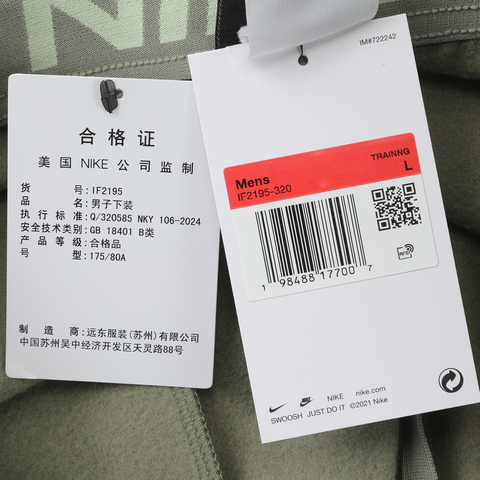 NIKE
合格证
美国 NIKE 公司监制
货号:IF2195
品名:男子下装
执行标准:Q/320585 NKY 106-2024
安全技术类别:GB 18401 B类
产品等级:合格品
号型:175/80A
制造商:远东服装(苏州)有限公司
中国苏州吴中经济开发区天灵路88号
IM#722242
TRAINNG
L
Mens
IF2195-320
1 98488 17700 7
RFID
NIKE nike.com
SWOOSH JUST DO IT ©2021 Nike